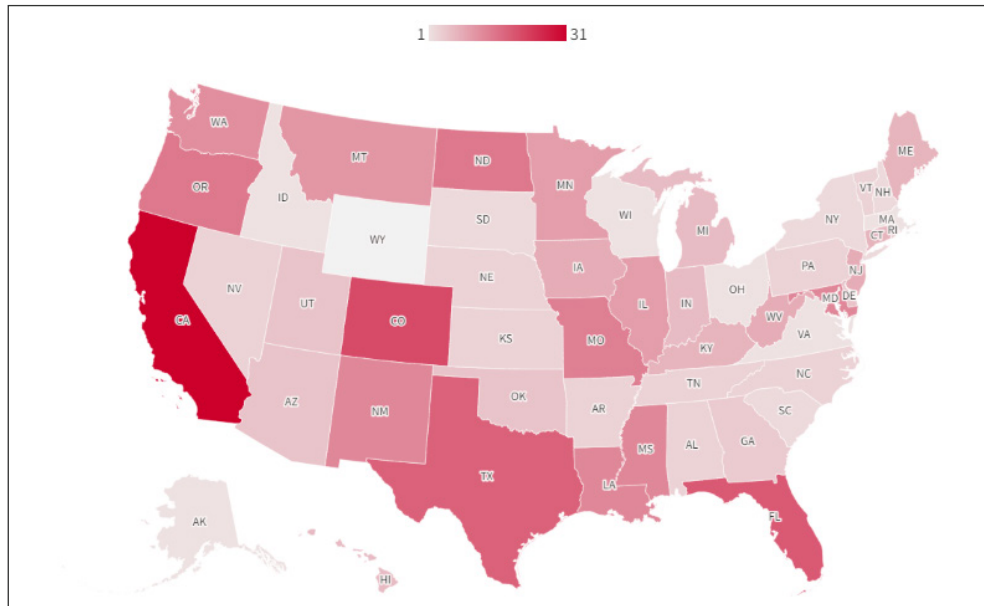 1 31
WA
MT
ND
MN
ME
OR
ID
SD
WI
VT
NH
WY
MI
NY
MA
CT
RI
NE
IA
PA
NJ
NV
UT
CO
IL
IN
OH
MD
DE
WV
CA
KS
MO
KY
VA
AZ
NM
OK
AR
TN
NC
SC
MS
AL
GA
TX
LA
FL
AK
HI